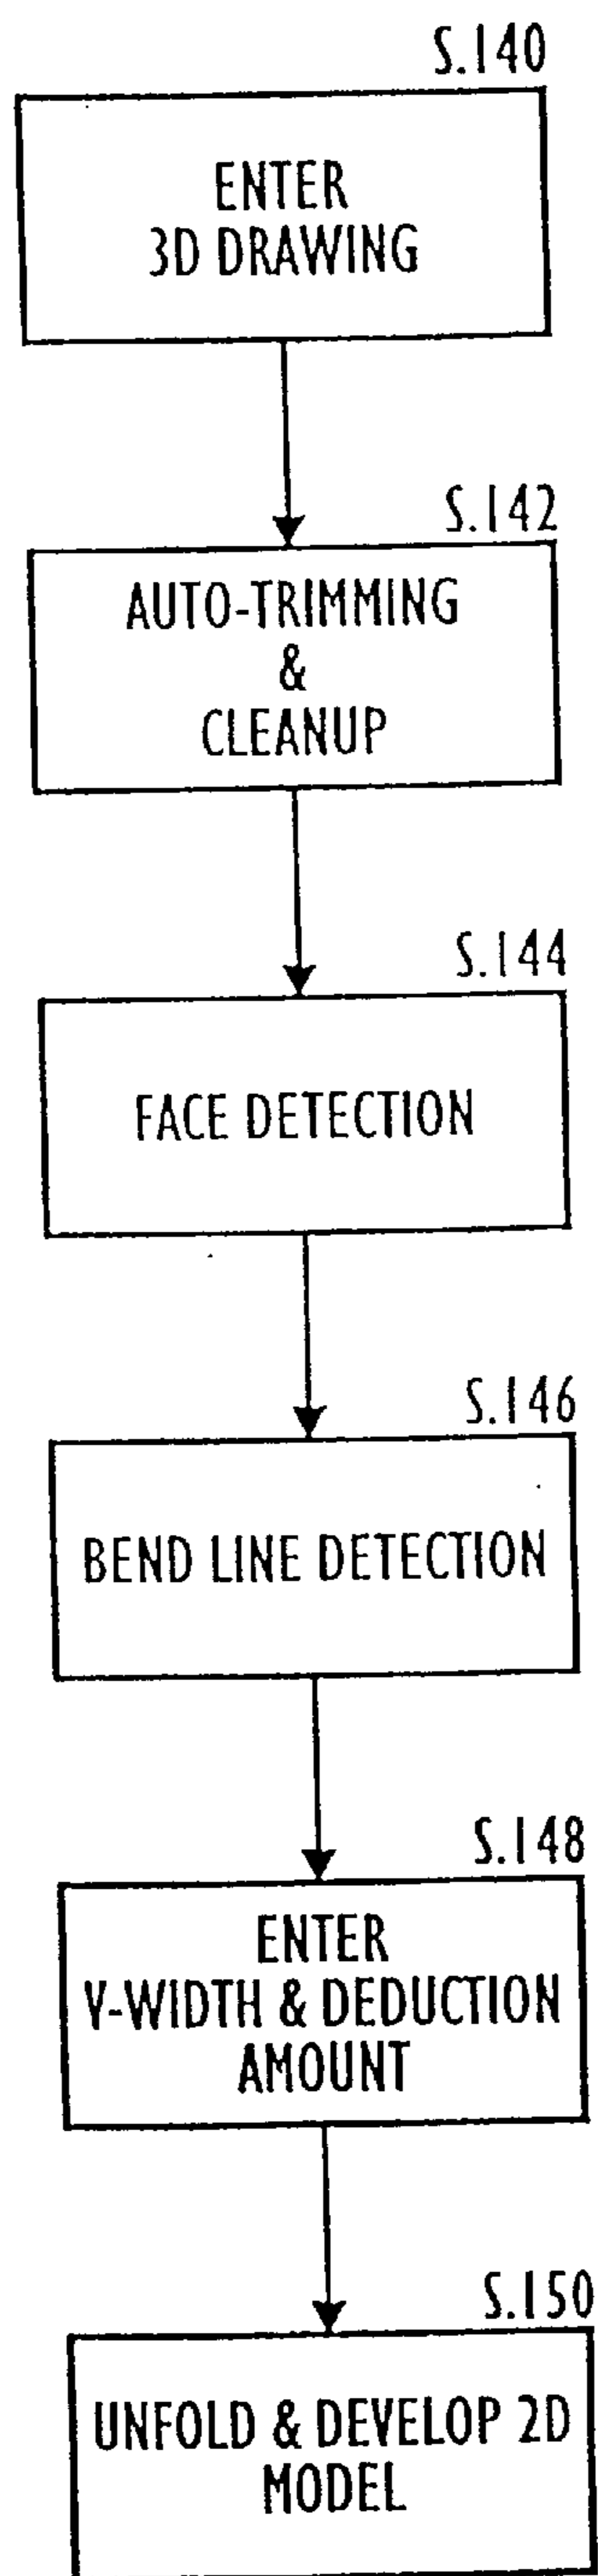 S.140
ENTER
3D DRAWING
S.142
AUTO-TRIMMING
&
CLEANUP
S.144
FACE DETECTION
S.146
BEND LINE DETECTION
S.148
ENTER
V-WIDTH & DEDUCTION
AMOUNT
S.150
UNFOLD & DEVELOP 2D
MODEL